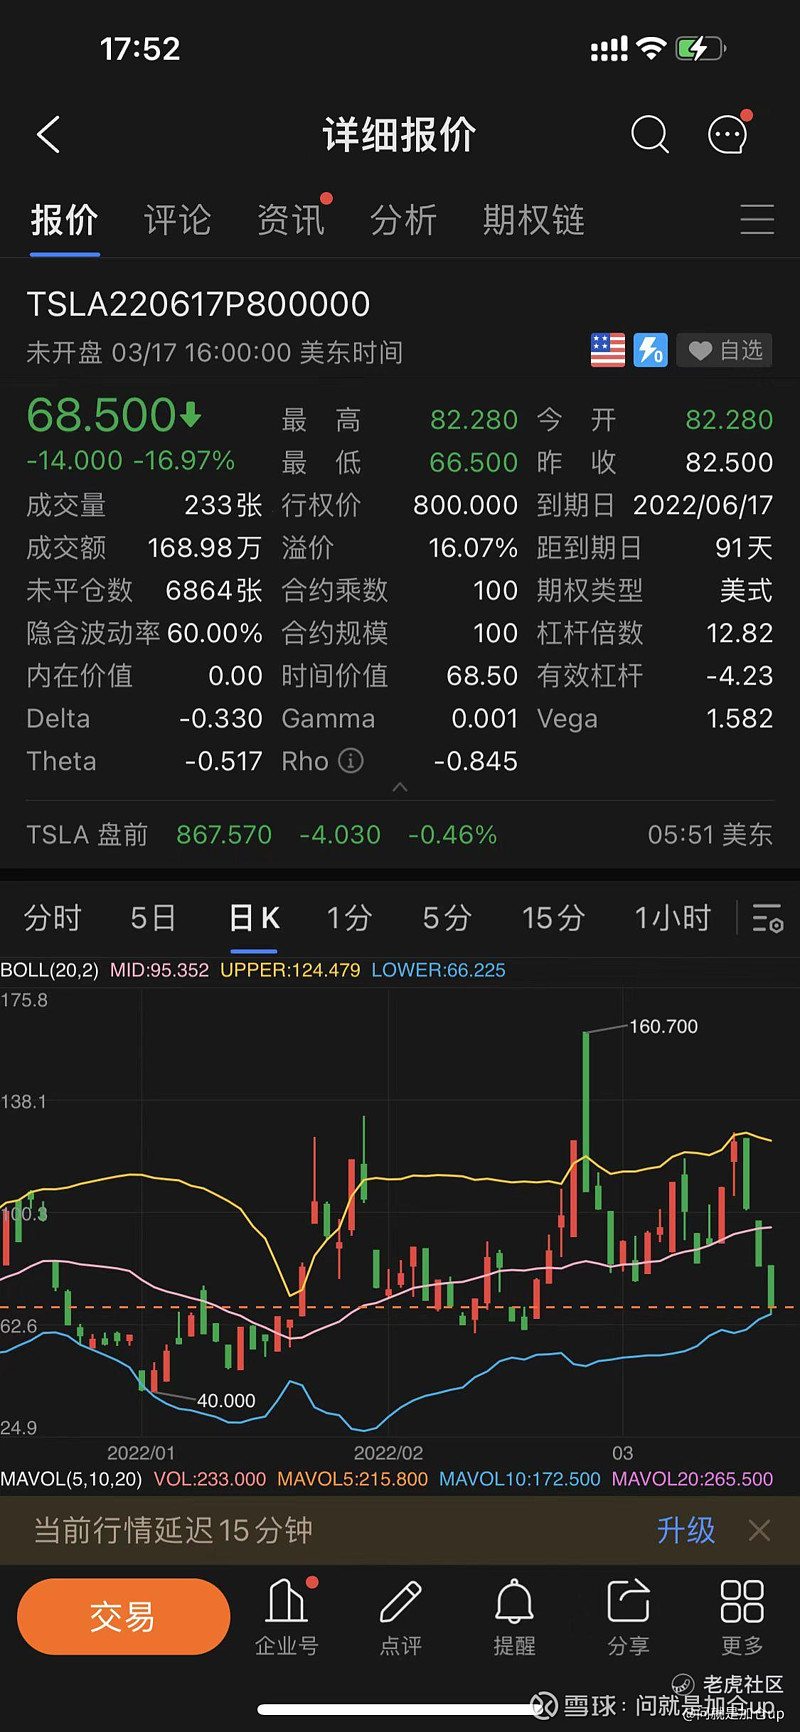 17:52
详细报价
报价 评论 资讯 分析 期权链
TSLA220617P800000
未开盘 03/17 16:00:00 美东时间 0 自选
68.500 最高 82.280 今开 82.280
-14.000 -16.97% 最低 66.500 昨收 82.500
成交量 233张 行权价 800.000 到期日 2022/06/17
成交额 168.98万 溢价 16.07% 距到期日 91天
未平仓数 6864张 合约乘数 100 期权类型 美式
隐含波动率 60.00% 合约规模 100 杠杆倍数 12.82
内在价值 0.00 时间价值 68.50 有效杠杆 -4.23
Delta -0.330 Gamma 0.001 Vega 1.582
Theta -0.517 Rho -0.845
TSLA 盘前 867.570 -4.030 -0.46% 05:51 美东
分时 5日 日K 1分 5分 15分 1小时
BOLL(20,2) MID:95.352 UPPER:124.479 LOWER:66.225
175.8
160.700
138.1
100.3
62.6
40.000
24.9
2022/01 2022/02 03
MAVOL(5,10,20) VOL:233.000 MAVOL5:215.800 MAVOL10:172.500 MAVOL20:265.500
当前行情延迟15分钟 升级
交易 企业号 点评 提醒 分享 更多
老虎社区
雪球：问就是加仓up
@问就是加仓up